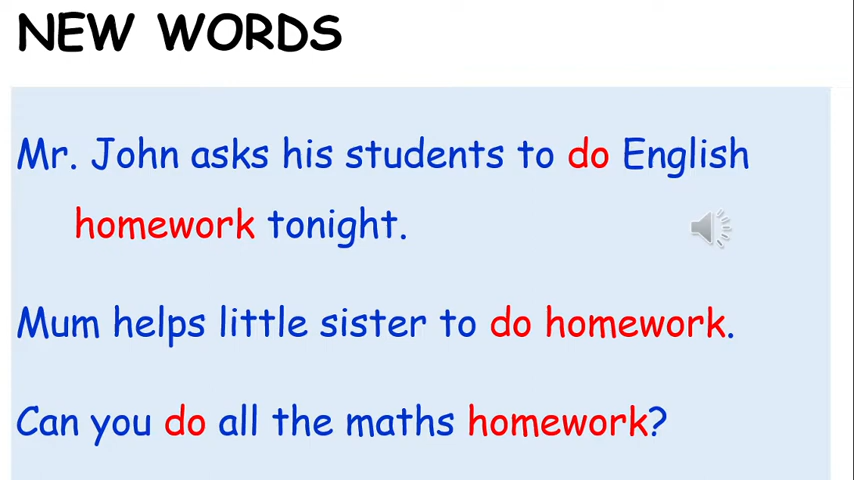 NEW WORDS
Mr. John asks his students to do English
homework tonight.
Mum helps little sister to do homework.
Can you do all the maths homework?